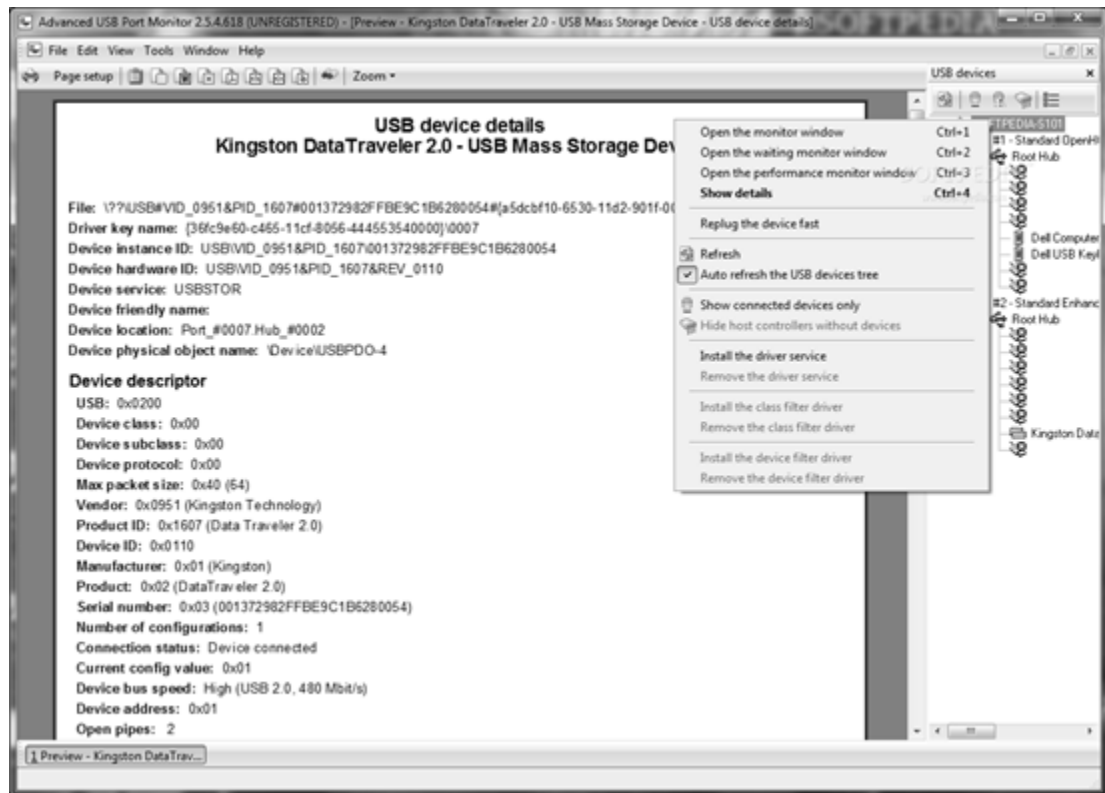 Advanced USB Port Monitor 2.5.4.618 (UNREGISTERED) - [Preview - Kingston DataTraveler 2.0 - USB Mass Storage Device - USB device details]
SOFTPEDIA
File Edit View Tools Window Help
Page setup Zoom
USB devices
USB device details
Kingston DataTraveler 2.0 - USB Mass Storage Dev
File: \??\USB#VID_0951&PID_1607#001372982FFBE9C1B6280054#{a5dcbf10-6530-11d2-901f-00
Driver key name: {36fc9e60-c465-11cf-8056-444553540000}\0007
Device instance ID: USB\VID_0951&PID_1607\001372982FFBE9C1B6280054
Device hardware ID: USB\VID_0951&PID_1607&REV_0110
Device service: USBSTOR
Device friendly name:
Device location: Port_#0007.Hub_#0002
Device physical object name: \Device\USBPDO-4
Device descriptor
USB: 0x0200
Device class: 0x00
Device subclass: 0x00
Device protocol: 0x00
Max packet size: 0x40 (64)
Vendor: 0x0951 (Kingston Technology)
Product ID: 0x1607 (Data Traveler 2.0)
Device ID: 0x0110
Manufacturer: 0x01 (Kingston)
Product: 0x02 (DataTraveler 2.0)
Serial number: 0x03 (001372982FFBE9C1B6280054)
Number of configurations: 1
Connection status: Device connected
Current config value: 0x01
Device bus speed: High (USB 2.0, 480 Mbit/s)
Device address: 0x01
Open pipes: 2
Open the monitor window Ctrl+1
Open the waiting monitor window Ctrl+2
Open the performance monitor window Ctrl+3
Show details Ctrl+4
Replug the device fast
Refresh
Auto refresh the USB devices tree
Show connected devices only
Hide host controllers without devices
Install the driver service
Remove the driver service
Install the class filter driver
Remove the class filter driver
Install the device filter driver
Remove the device filter driver
FTPEDIA-S101
#1 - Standard OpenH
Root Hub
Dell Computer
Dell USB Keyl
#2 - Standard Enhanc
Root Hub
Kingston Data
1 Preview - Kingston DataTrav...